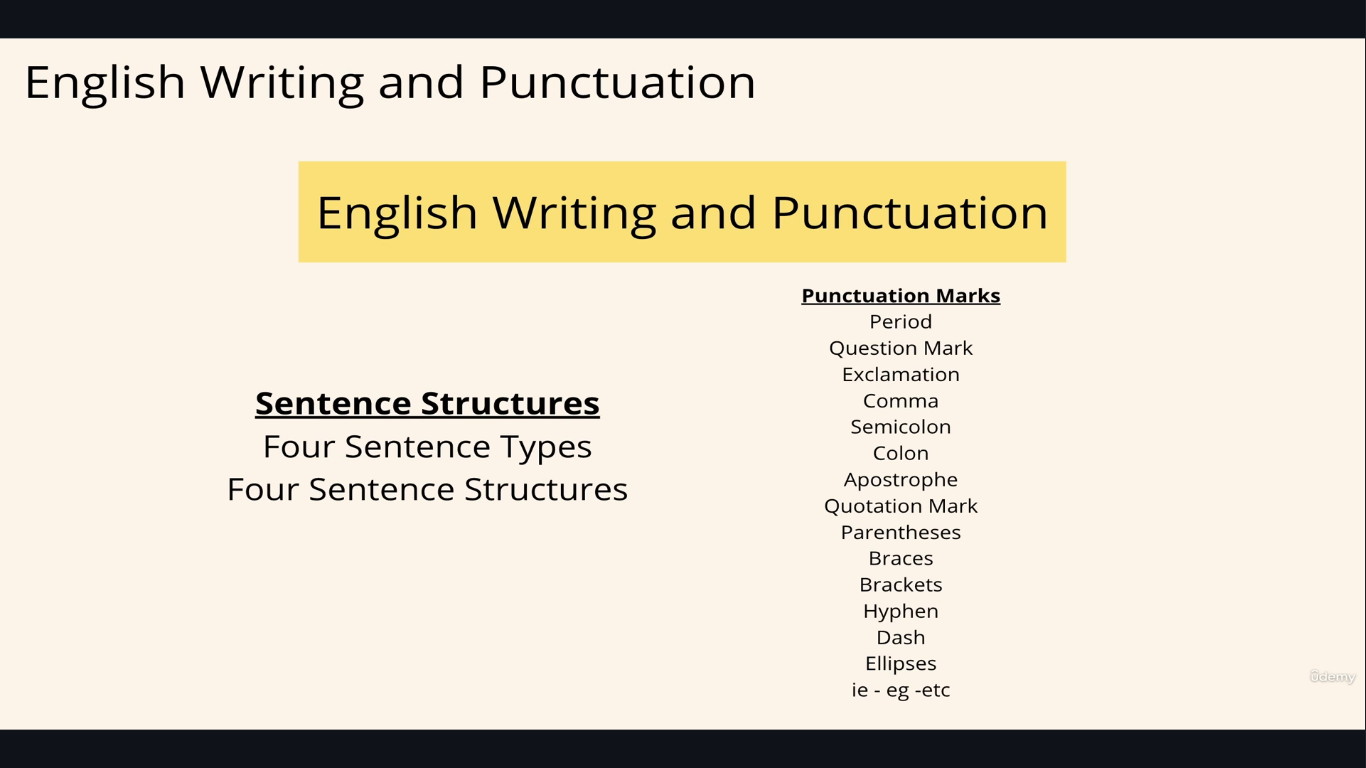 English Writing and Punctuation
English Writing and Punctuation
Sentence Structures
Four Sentence Types
Four Sentence Structures
Punctuation Marks
Period
Question Mark
Exclamation
Comma
Semicolon
Colon
Apostrophe
Quotation Mark
Parentheses
Braces
Brackets
Hyphen
Dash
Ellipses
ie - eg -etc
ûdemy